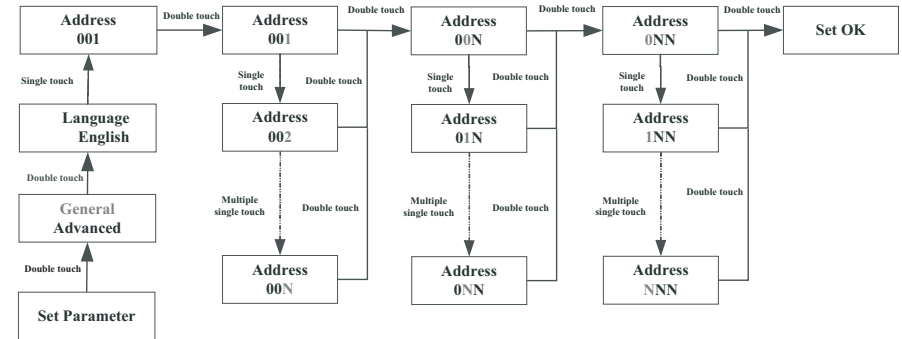 Address
001
Double touch
Address
001
Double touch
Address
00N
Double touch
Address
0NN
Double touch
Set OK
Single touch
Single
touch
Double touch
Single
touch
Double touch
Single
touch
Double touch
Language
English
Address
002
Address
01N
Address
1NN
Double touch
General
Advanced
Multiple
single touch
Double touch
Multiple
single touch
Double touch
Multiple
single touch
Double touch
Double touch
Address
00N
Address
0NN
Address
NNN
Set Parameter